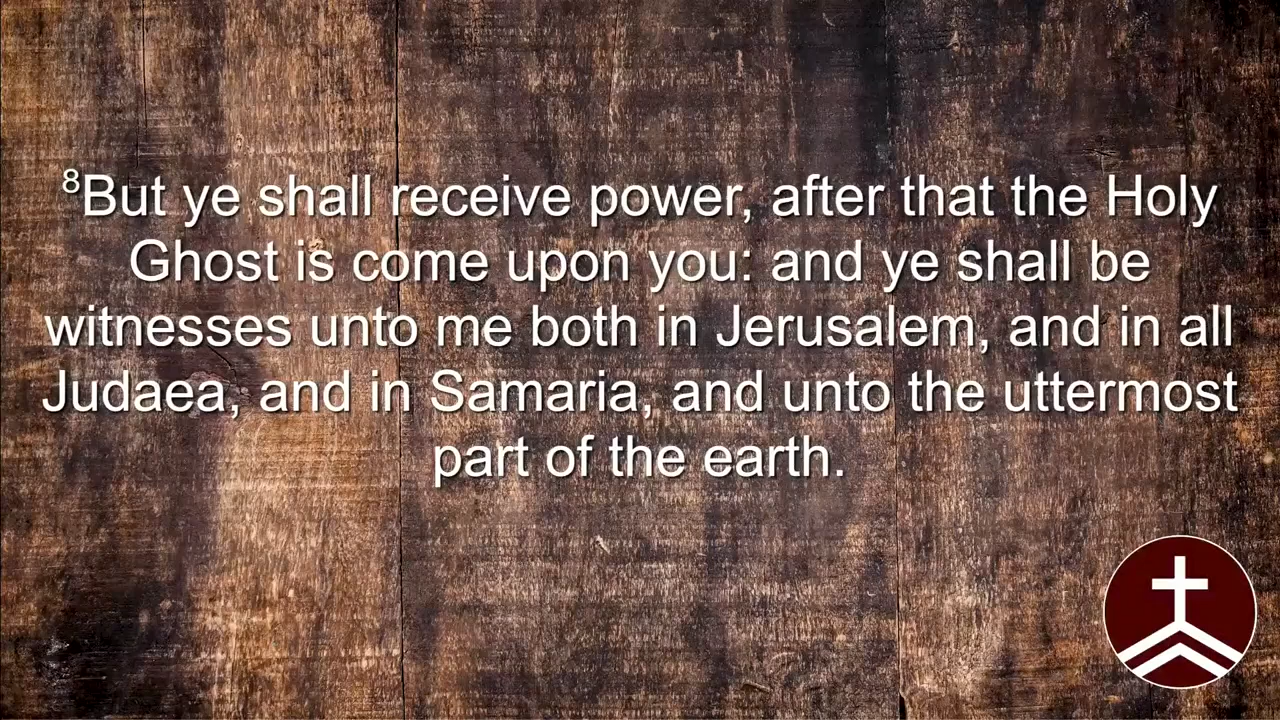 ⁸But ye shall receive power, after that the Holy
Ghost is come upon you: and ye shall be
witnesses unto me both in Jerusalem, and in all
Judaea, and in Samaria, and unto the uttermost
part of the earth.